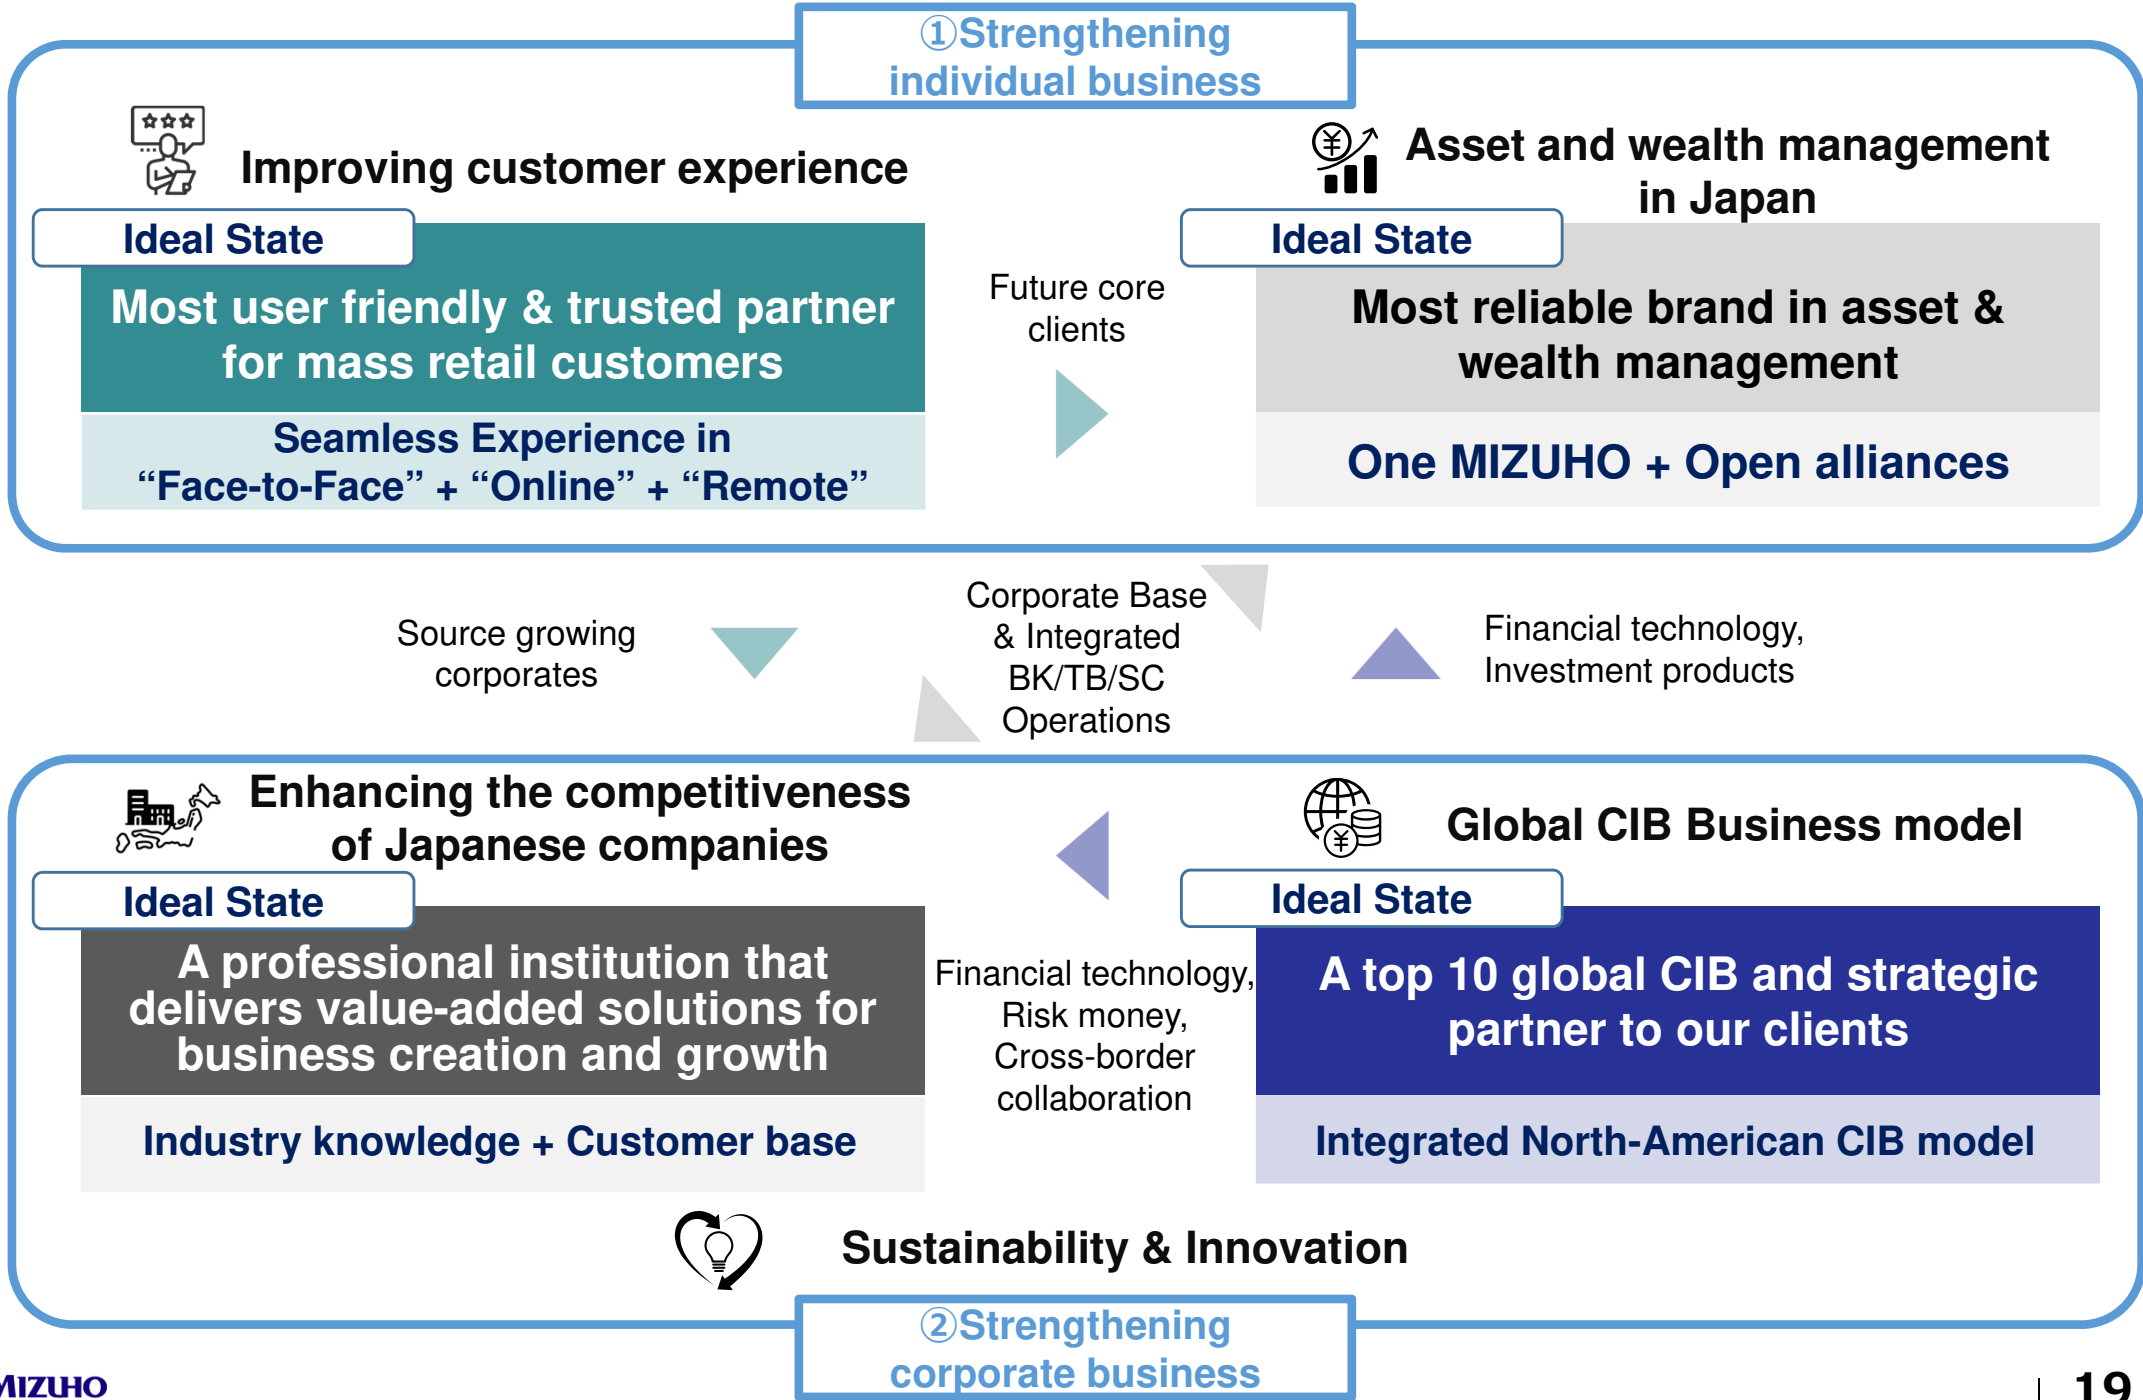 ①Strengthening
individual business
Improving customer experience
Ideal State
Most user friendly & trusted partner
for mass retail customers
Seamless Experience in
“Face-to-Face” + “Online” + “Remote”
Future core
clients
Asset and wealth management
in Japan
Ideal State
Most reliable brand in asset &
wealth management
One MIZUHO + Open alliances
Source growing
corporates
Corporate Base
& Integrated
BK/TB/SC
Operations
Financial technology,
Investment products
Enhancing the competitiveness
of Japanese companies
Ideal State
A professional institution that
delivers value-added solutions for
business creation and growth
Industry knowledge + Customer base
Financial technology,
Risk money,
Cross-border
collaboration
Global CIB Business model
Ideal State
A top 10 global CIB and strategic
partner to our clients
Integrated North-American CIB model
Sustainability & Innovation
②Strengthening
corporate business
MIZUHO
19